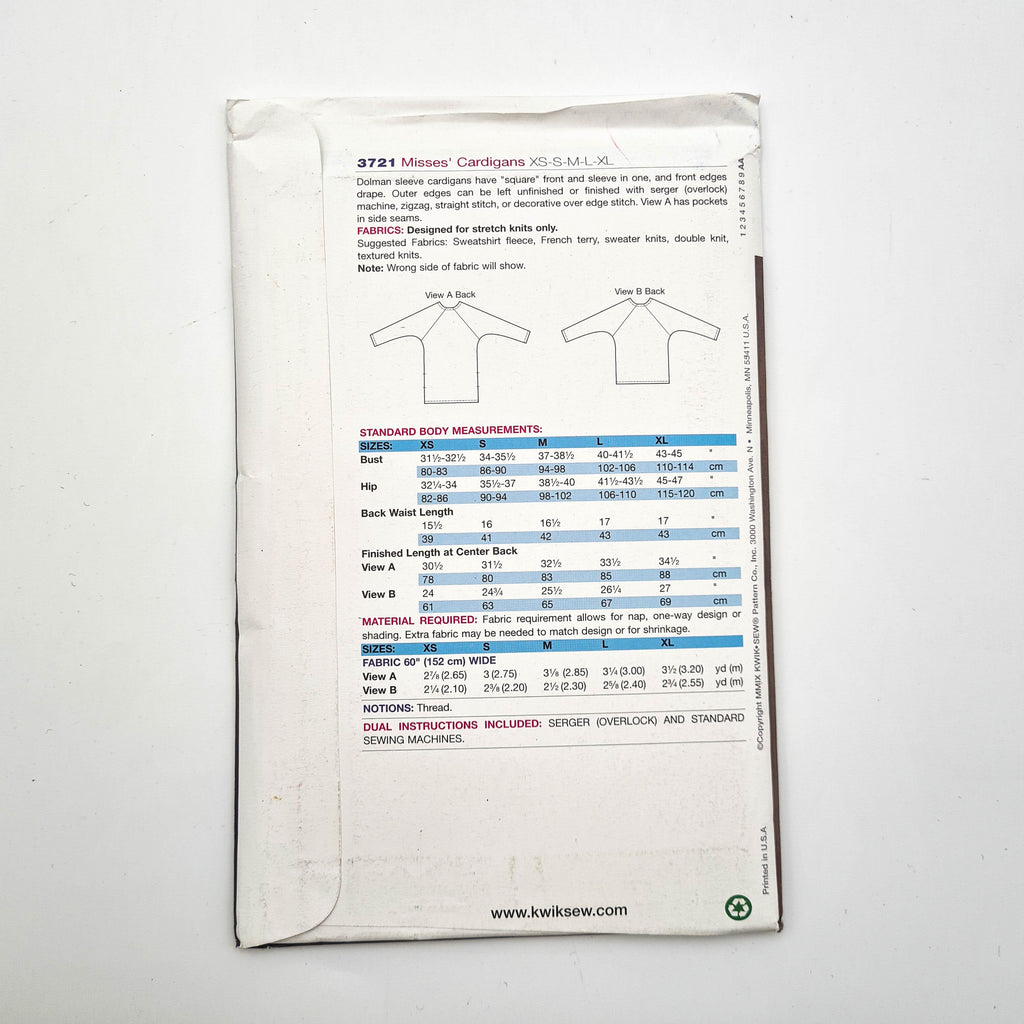 3721 Misses' Cardigans XS-S-M-L-XL
Dolman sleeve cardigans have "square" front and sleeve in one, and front edges
drape. Outer edges can be left unfinished or finished with serger (overlock)
machine, zigzag, straight stitch, or decorative over edge stitch. View A has pockets
in side seams.
FABRICS: Designed for stretch knits only.
Suggested Fabrics: Sweatshirt fleece, French terry, sweater knits, double knit,
textured knits.
Note: Wrong side of fabric will show.
View A Back View B Back
STANDARD BODY MEASUREMENTS:
SIZES: XS S M L XL
Bust 31½-32½ 34-35½ 37-38½ 40-41½ 43-45 "
80-83 86-90 94-98 102-106 110-114 cm
Hip 32¼-34 35½-37 38½-40 41½-43½ 45-47 "
82-86 90-94 98-102 106-110 115-120 cm
Back Waist Length
15½ 16 16½ 17 17 "
39 41 42 43 43 cm
Finished Length at Center Back
View A 30½ 31½ 32½ 33½ 34½ "
78 80 83 85 88 cm
View B 24 24¾ 25½ 26¼ 27 "
61 63 65 67 69 cm
MATERIAL REQUIRED: Fabric requirement allows for nap, one-way design or
shading. Extra fabric may be needed to match design or for shrinkage.
SIZES: XS S M L XL
FABRIC 60" (152 cm) WIDE
View A 2⅞ (2.65) 3 (2.75) 3⅛ (2.85) 3¼ (3.00) 3½ (3.20) yd (m)
View B 2¼ (2.10) 2⅜ (2.20) 2½ (2.30) 2⅝ (2.40) 2¾ (2.55) yd (m)
NOTIONS: Thread.
DUAL INSTRUCTIONS INCLUDED: SERGER (OVERLOCK) AND STANDARD
SEWING MACHINES.
www.kwiksew.com
1 2 3 4 5 6 7 8 9 AA
©Copyright MMIX KWIK•SEW® Pattern Co., Inc. 3000 Washington Ave. N • Minneapolis, MN 55411 U.S.A.
Printed in U.S.A